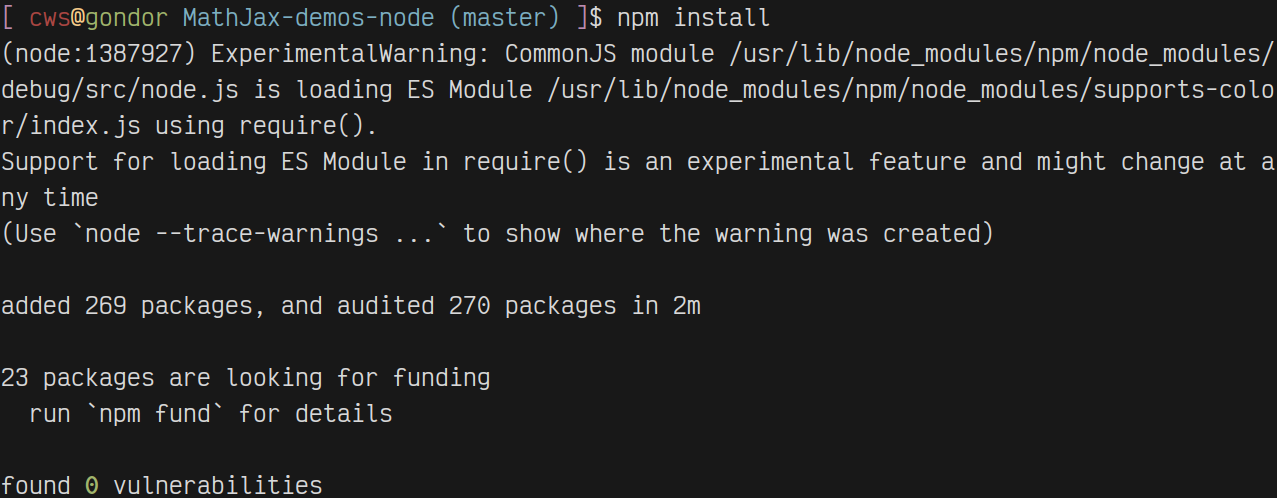 [ cws@gondor MathJax-demos-node (master) ]$ npm install
(node:1387927) ExperimentalWarning: CommonJS module /usr/lib/node_modules/npm/node_modules/
debug/src/node.js is loading ES Module /usr/lib/node_modules/npm/node_modules/supports-colo
r/index.js using require().
Support for loading ES Module in require() is an experimental feature and might change at a
ny time
(Use `node --trace-warnings ...` to show where the warning was created)
added 269 packages, and audited 270 packages in 2m
23 packages are looking for funding
  run `npm fund` for details
found 0 vulnerabilities